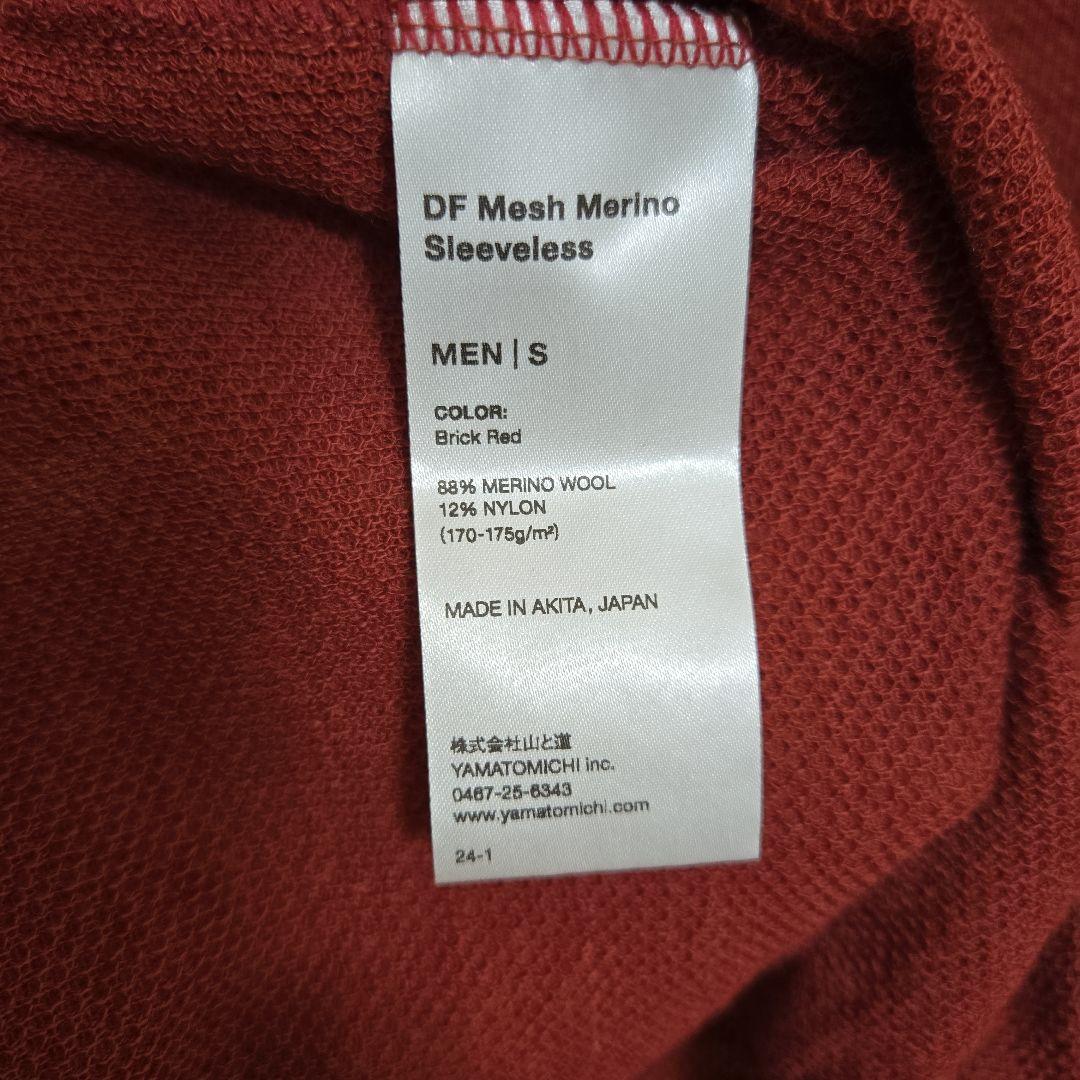 DF Mesh Merino
Sleeveless
MEN | S
COLOR:
Brick Red
88% MERINO WOOL
12% NYLON
(170-175g/m²)
MADE IN AKITA, JAPAN
株式会社山と道
YAMATOMICHI inc.
0467-25-6343
www.yamatomichi.com
24-1